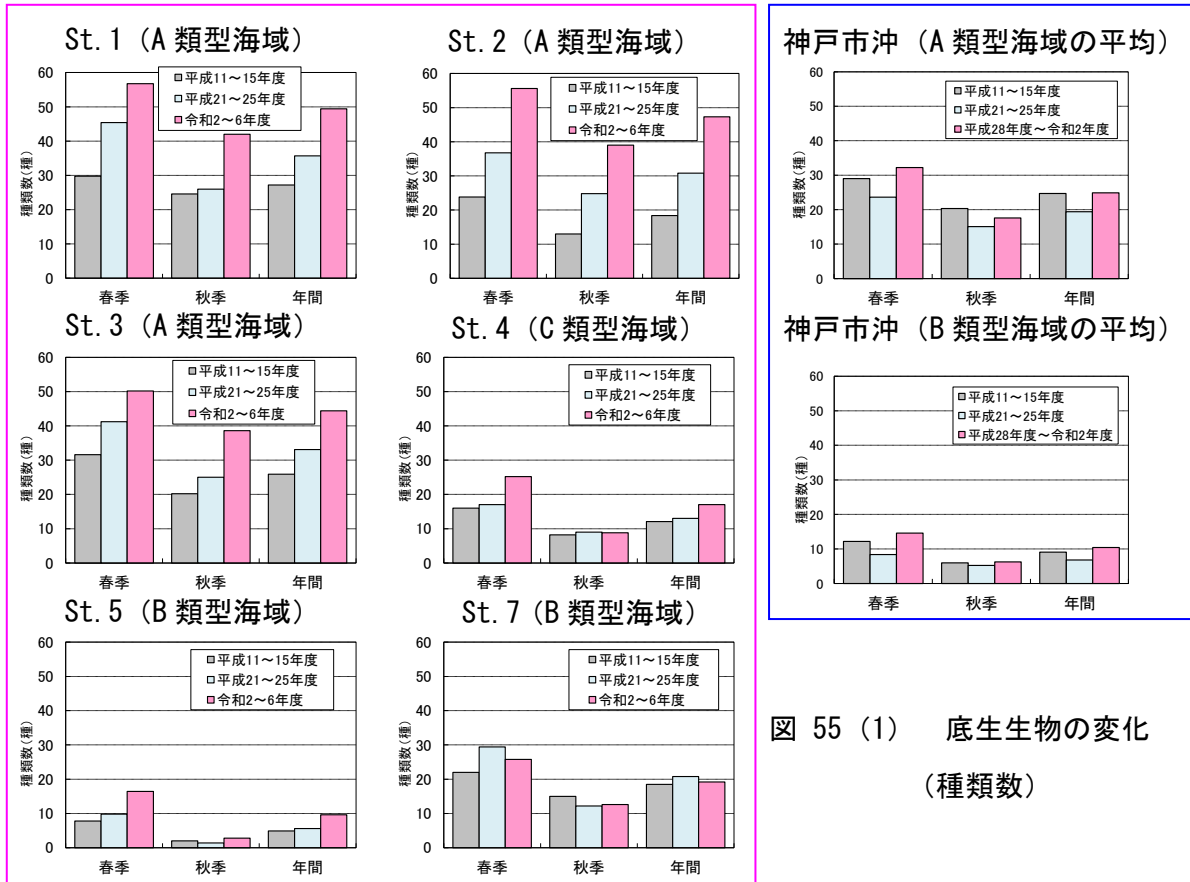 St.1（A 類型海域）
60
50
40
30
20
10
0
種類数(種)
平成11～15年度
平成21～25年度
令和2～6年度
春季 秋季 年間
St.2（A 類型海域）
60
50
40
30
20
10
0
種類数(種)
平成11～15年度
平成21～25年度
令和2～6年度
春季 秋季 年間
神戸市沖（A 類型海域の平均）
60
50
40
30
20
10
0
種類数(種)
平成11～15年度
平成21～25年度
平成28年度～令和2年度
春季 秋季 年間
St.3（A 類型海域）
60
50
40
30
20
10
0
種類数(種)
平成11～15年度
平成21～25年度
令和2～6年度
春季 秋季 年間
St.4（C 類型海域）
60
50
40
30
20
10
0
種類数(種)
平成11～15年度
平成21～25年度
令和2～6年度
春季 秋季 年間
神戸市沖（B 類型海域の平均）
60
50
40
30
20
10
0
種類数(種)
平成11～15年度
平成21～25年度
平成28年度～令和2年度
春季 秋季 年間
St.5（B 類型海域）
60
50
40
30
20
10
0
種類数(種)
平成11～15年度
平成21～25年度
令和2～6年度
春季 秋季 年間
St.7（B 類型海域）
60
50
40
30
20
10
0
種類数(種)
平成11～15年度
平成21～25年度
令和2～6年度
春季 秋季 年間
図 55 (1) 底生生物の変化
（種類数）